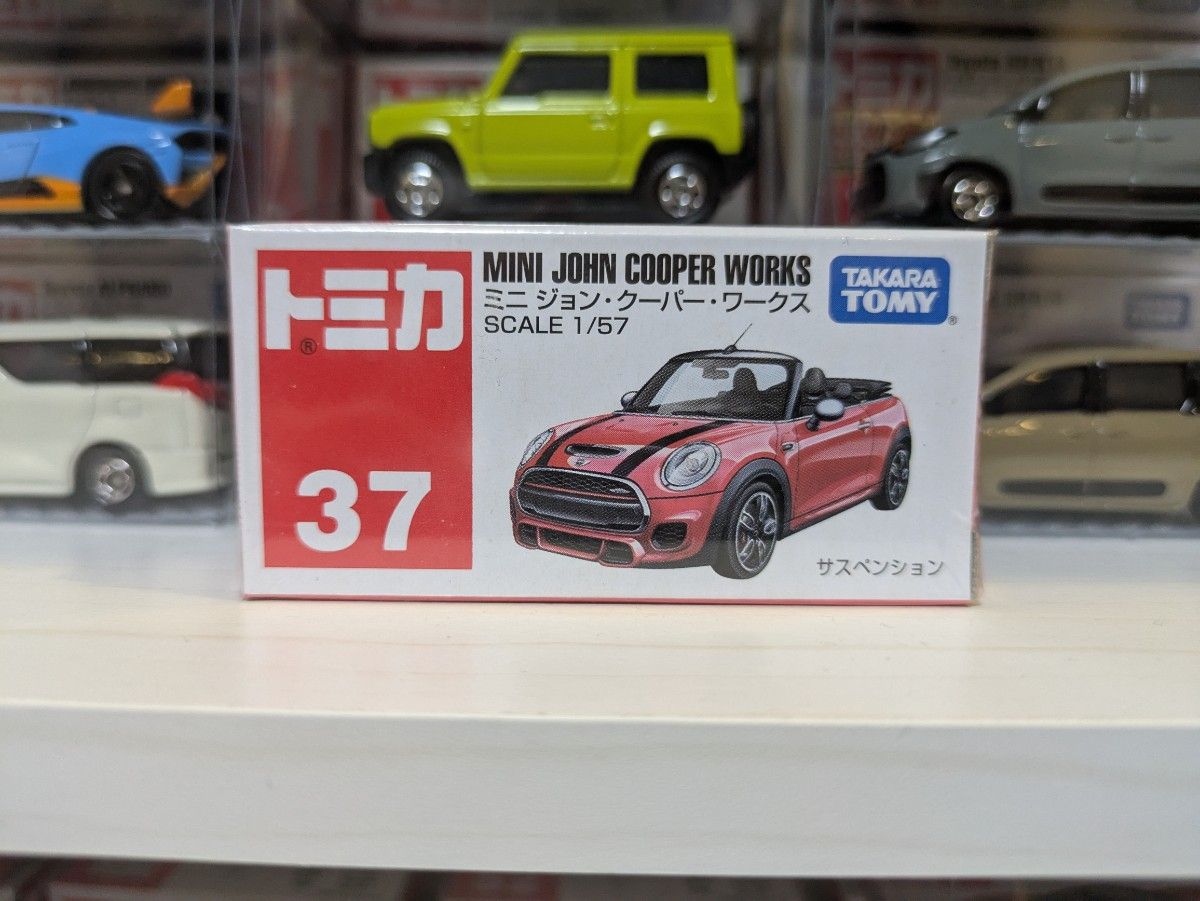 トミカ
®
37
MINI JOHN COOPER WORKS
ミニ ジョン・クーパー・ワークス
SCALE 1/57
TAKARA
TOMY
®
サスペンション